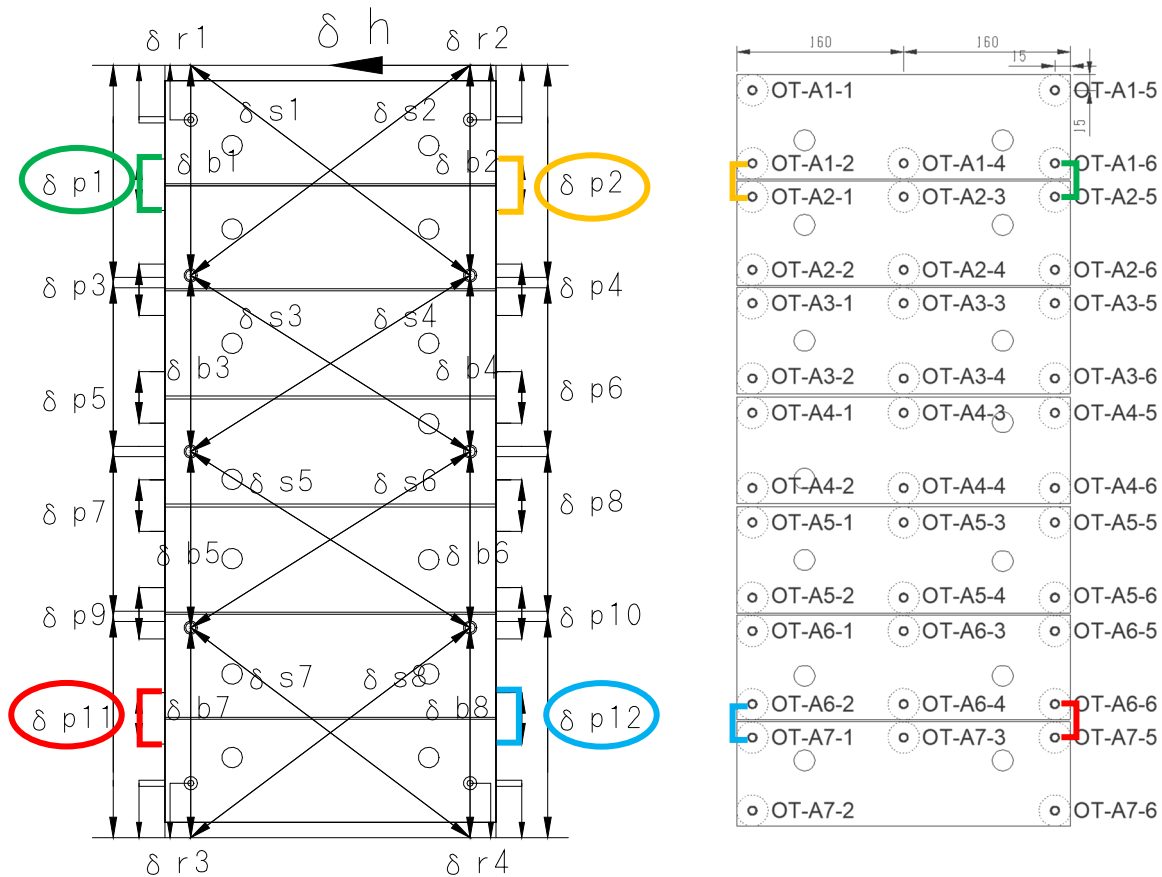 δ r1
δ h
δ r2
δ s1
δ s2
δ b1
δ b2
δ p1
δ p2
δ p3
δ p4
δ s3
δ s4
δ b3
δ b4
δ p5
δ p6
δ s5
δ s6
δ p7
δ p8
δ b5
δ b6
δ p9
δ p10
δ s7
δ s8
δ b7
δ b8
δ p11
δ p12
δ r3
δ r4
160
160
15
15
OT-A1-1
OT-A1-5
OT-A1-2
OT-A1-4
OT-A1-6
OT-A2-1
OT-A2-3
OT-A2-5
OT-A2-2
OT-A2-4
OT-A2-6
OT-A3-1
OT-A3-3
OT-A3-5
OT-A3-2
OT-A3-4
OT-A3-6
OT-A4-1
OT-A4-3
OT-A4-5
OT-A4-2
OT-A4-4
OT-A4-6
OT-A5-1
OT-A5-3
OT-A5-5
OT-A5-2
OT-A5-4
OT-A5-6
OT-A6-1
OT-A6-3
OT-A6-5
OT-A6-2
OT-A6-4
OT-A6-6
OT-A7-1
OT-A7-3
OT-A7-5
OT-A7-2
OT-A7-6